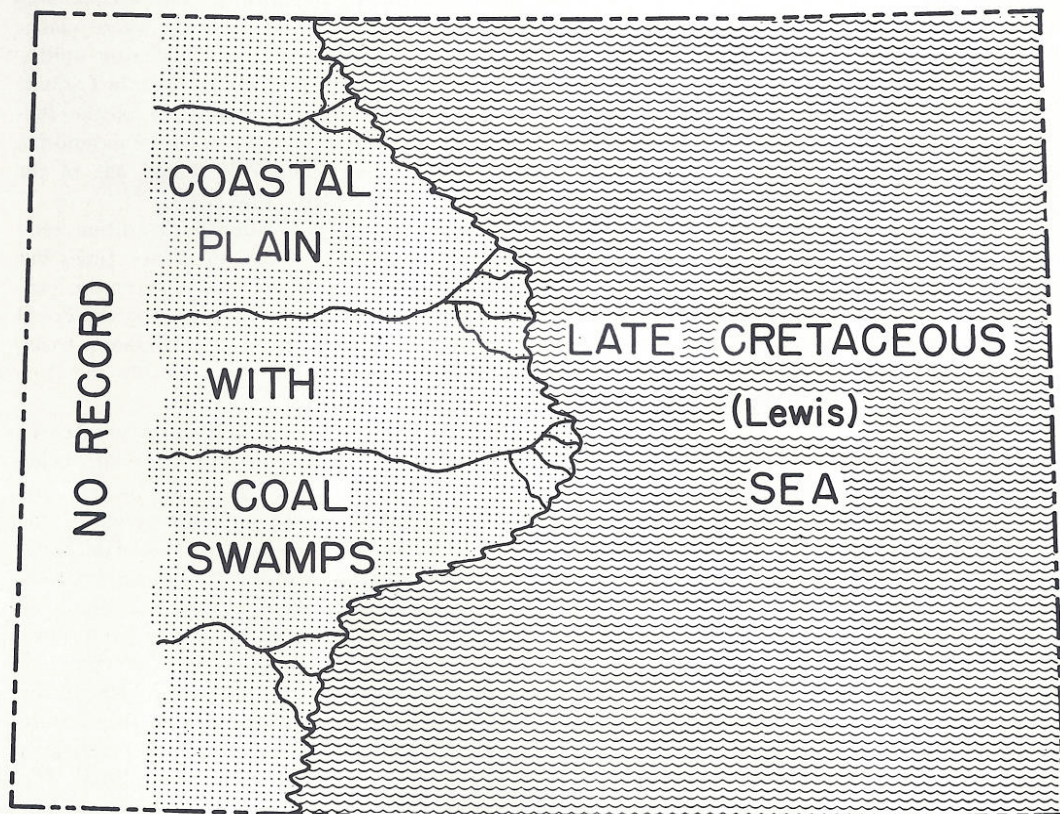 NO RECORD
COASTAL
PLAIN
WITH
COAL
SWAMPS
LATE CRETACEOUS
(Lewis)
SEA